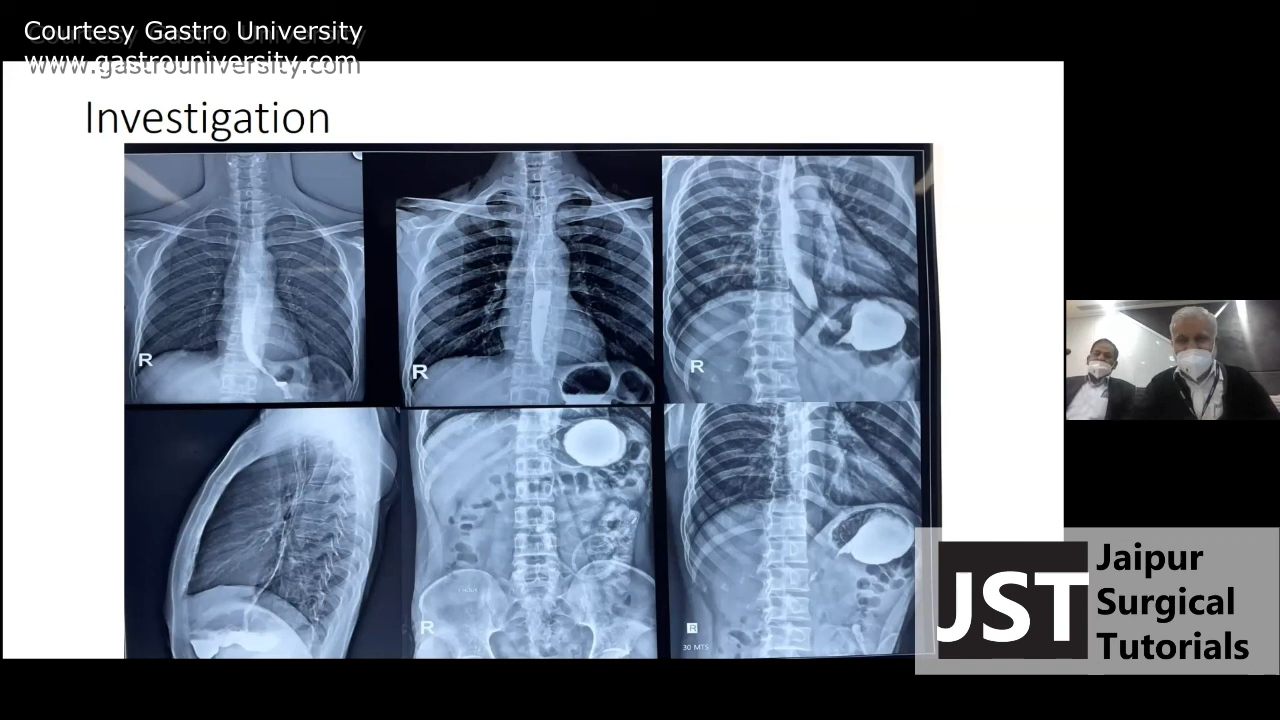 Courtesy Gastro University
www.gastrouniversity.com
Investigation
R
R
R
R
R
30 MTS
JST
Jaipur
Surgical
Tutorials